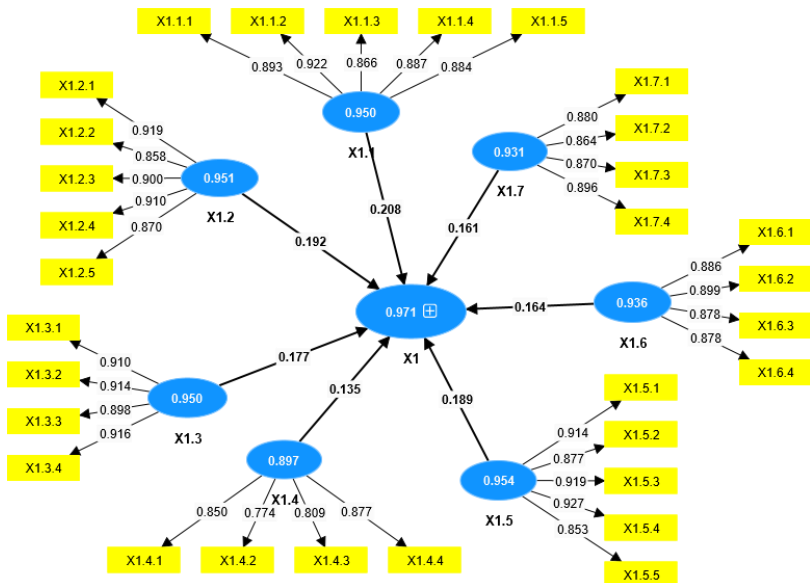 X1.1.1
X1.1.2
X1.1.3
X1.1.4
X1.1.5
0.893
0.922
0.866
0.887
0.884
0.950
X1.1
X1.2.1
X1.2.2
X1.2.3
X1.2.4
X1.2.5
0.919
0.858
0.900
0.910
0.870
0.951
X1.2
X1.7.1
X1.7.2
X1.7.3
X1.7.4
0.880
0.864
0.870
0.896
0.931
X1.7
0.208
0.192
0.161
0.971
X1
0.164
0.936
X1.6
0.886
0.899
0.878
0.878
X1.6.1
X1.6.2
X1.6.3
X1.6.4
X1.3.1
X1.3.2
X1.3.3
X1.3.4
0.910
0.914
0.898
0.916
0.950
X1.3
0.177
0.135
0.189
0.897
X1.4
0.850
0.774
0.809
0.877
X1.4.1
X1.4.2
X1.4.3
X1.4.4
0.954
X1.5
0.914
0.877
0.919
0.927
0.853
X1.5.1
X1.5.2
X1.5.3
X1.5.4
X1.5.5